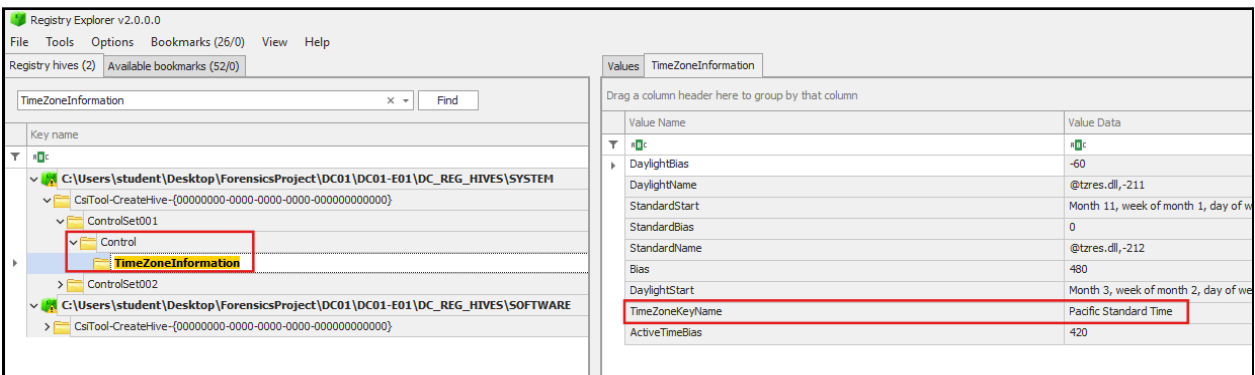 Registry Explorer v2.0.0.0
File Tools Options Bookmarks (26/0) View Help
Registry hives (2) Available bookmarks (52/0)
TimeZoneInformation Find
Key name
C:\Users\student\Desktop\ForensicsProject\DC01\DC01-E01\DC_REG_HIVES\SYSTEM
CsiTool-CreateHive-{00000000-0000-0000-0000-000000000000}
ControlSet001
Control
TimeZoneInformation
ControlSet002
C:\Users\student\Desktop\ForensicsProject\DC01\DC01-E01\DC_REG_HIVES\SOFTWARE
CsiTool-CreateHive-{00000000-0000-0000-0000-000000000000}
Values TimeZoneInformation
Drag a column header here to group by that column
Value Name Value Data
DaylightBias -60
DaylightName @tzres.dll,-211
StandardStart Month 11, week of month 1, day of w
StandardBias 0
StandardName @tzres.dll,-212
Bias 480
DaylightStart Month 3, week of month 2, day of we
TimeZoneKeyName Pacific Standard Time
ActiveTimeBias 420